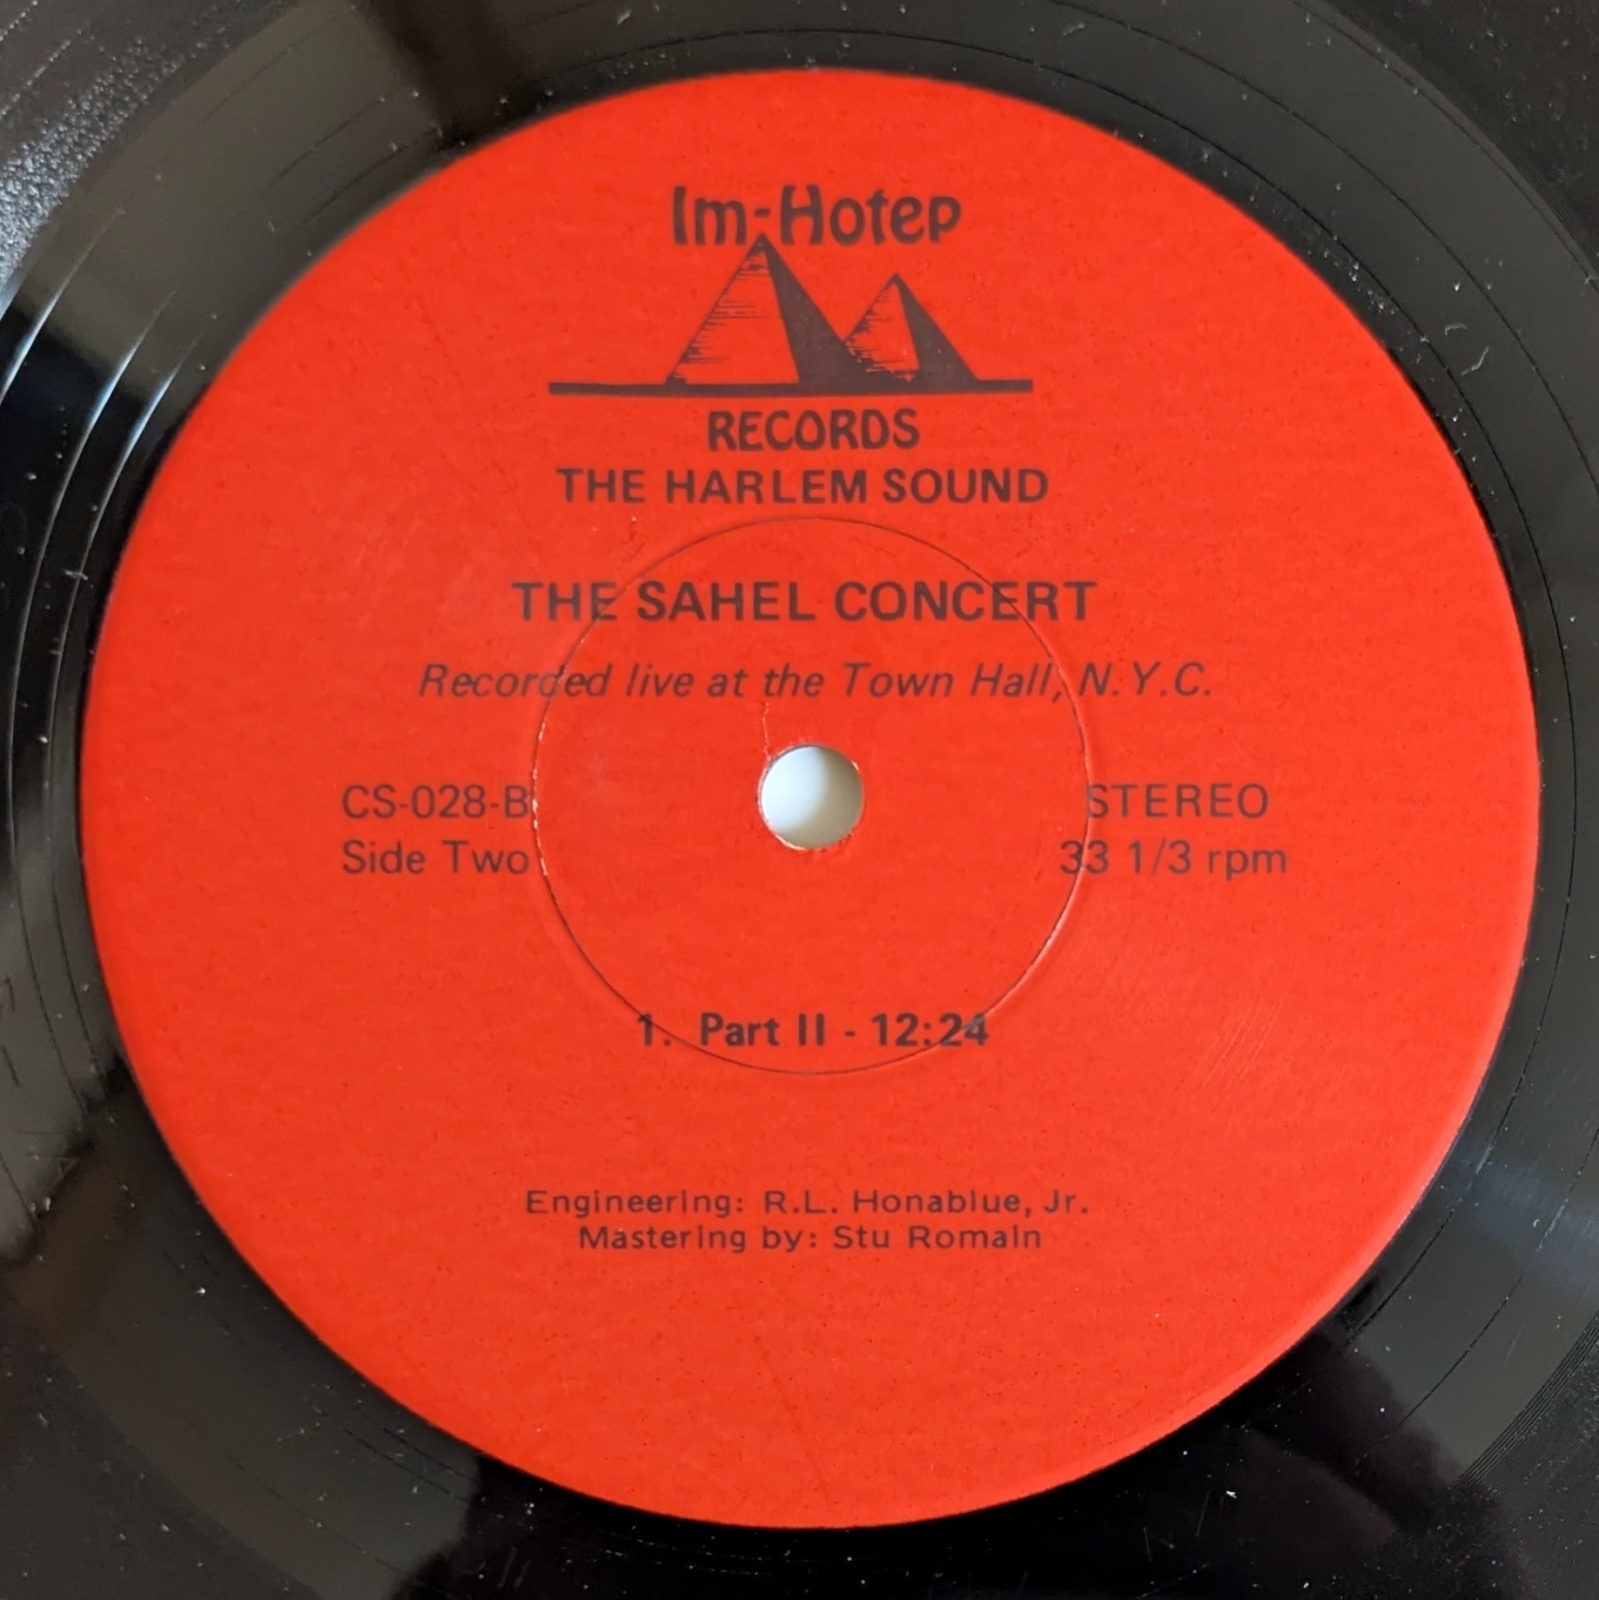 Im-Hotep
RECORDS
THE HARLEM SOUND
THE SAHEL CONCERT
Recorded live at the Town Hall, N.Y.C.
CS-028-B STEREO
Side Two 33 1/3 rpm
1. Part II - 12:24
Engineering: R.L. Honablue, Jr.
Mastering by: Stu Romain